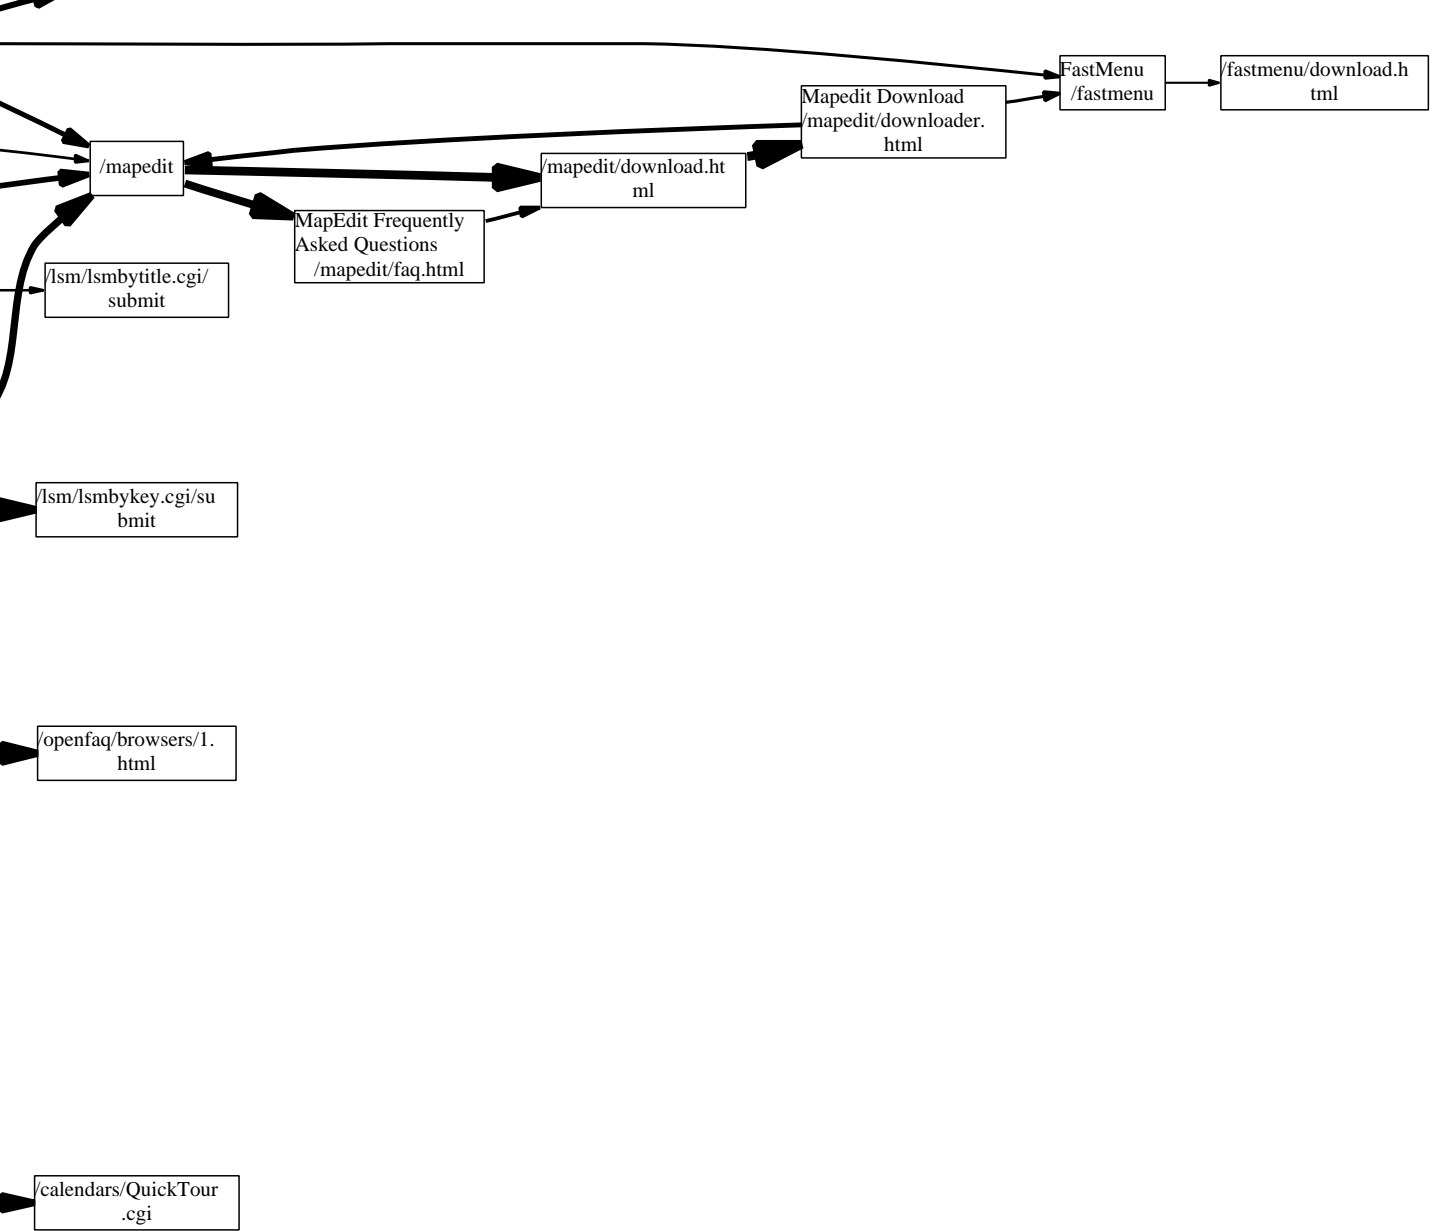 FastMenu
/fastmenu
/fastmenu/download.h
tml
Mapedit Download
/mapedit/downloader.
html
/mapedit
/mapedit/download.ht
ml
MapEdit Frequently
Asked Questions
/mapedit/faq.html
/lsm/lsmbytitle.cgi/
submit
/lsm/lsmbykey.cgi/su
bmit
/openfaq/browsers/1.
html
/calendars/QuickTour
.cgi